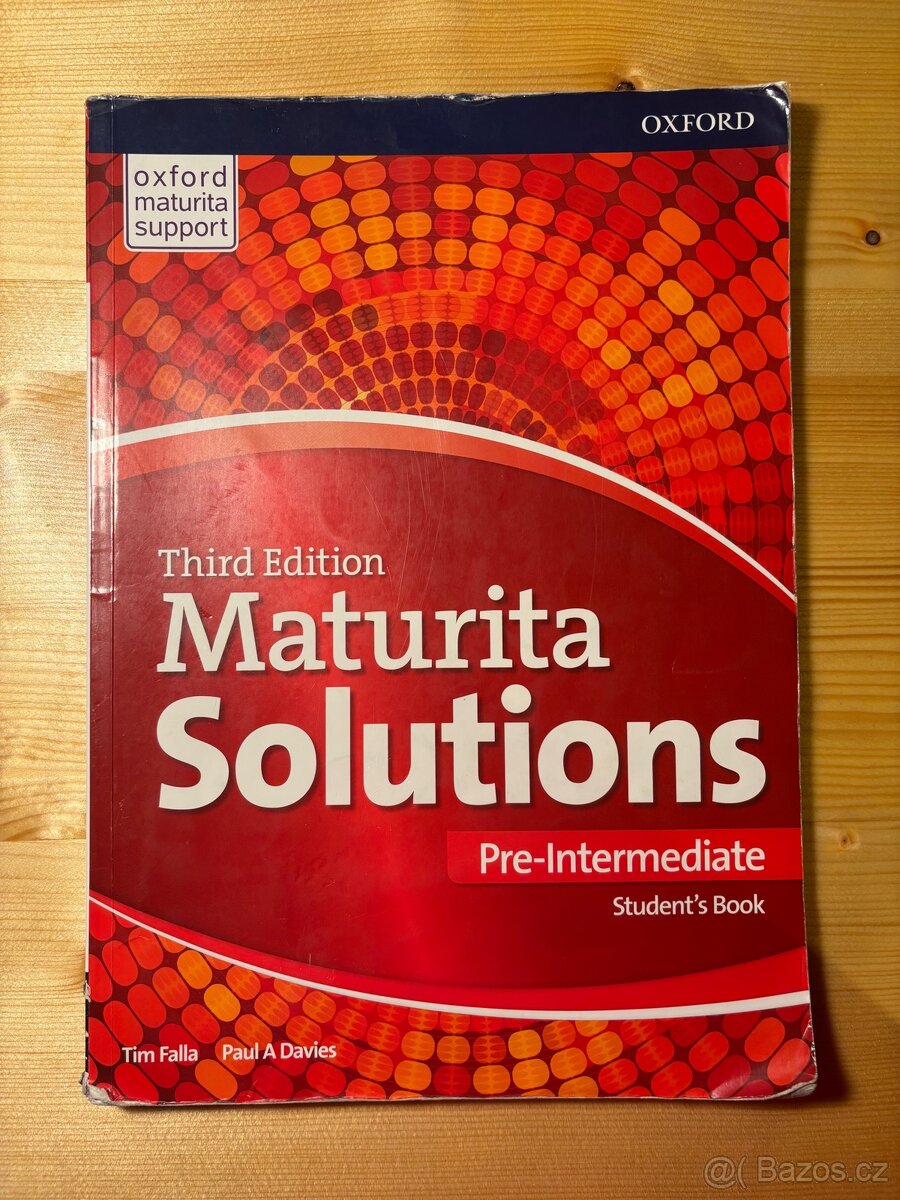 OXFORD
oxford
maturita
support
Third Edition
Maturita
Solutions
Pre-Intermediate
Student's Book
Tim Falla Paul A Davies
@( Bazos.cz